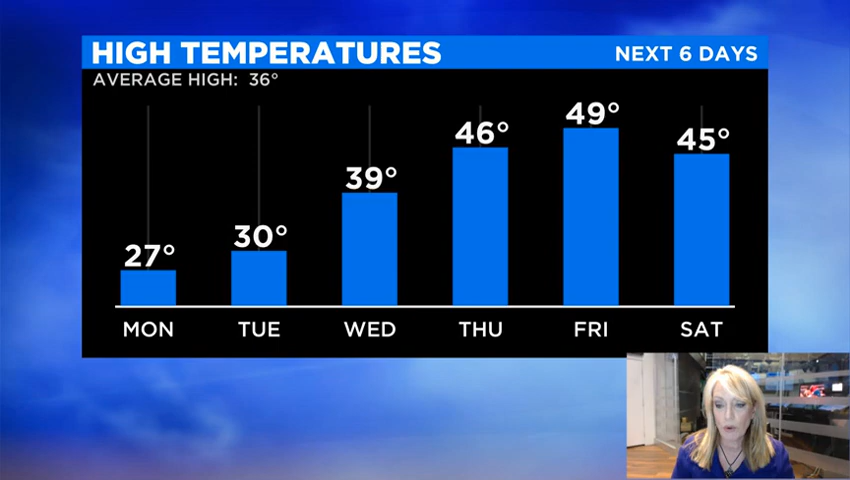 HIGH TEMPERATURES
NEXT 6 DAYS
AVERAGE HIGH: 36°
27°
30°
39°
46°
49°
45°
MON
TUE
WED
THU
FRI
SAT